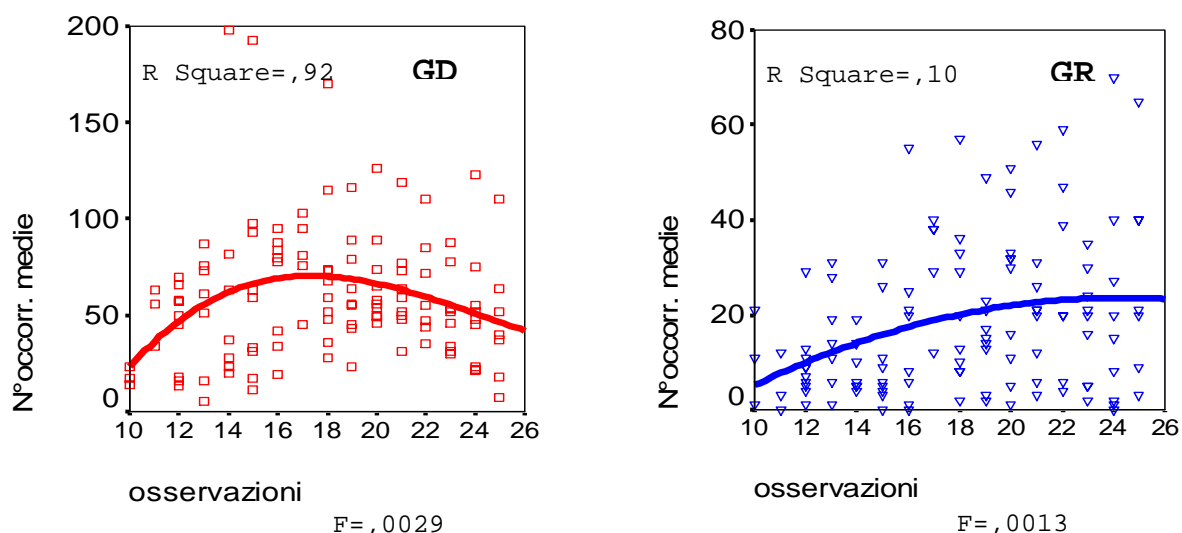 200
150
100
50
0
R Square=,92
GD
N°occorr. medie
10 12 14 16 18 20 22 24 26
osservazioni
F=,0029
80
60
40
20
0
R Square=,10
GR
N°occorr. medie
10 12 14 16 18 20 22 24 26
osservazioni
F=,0013